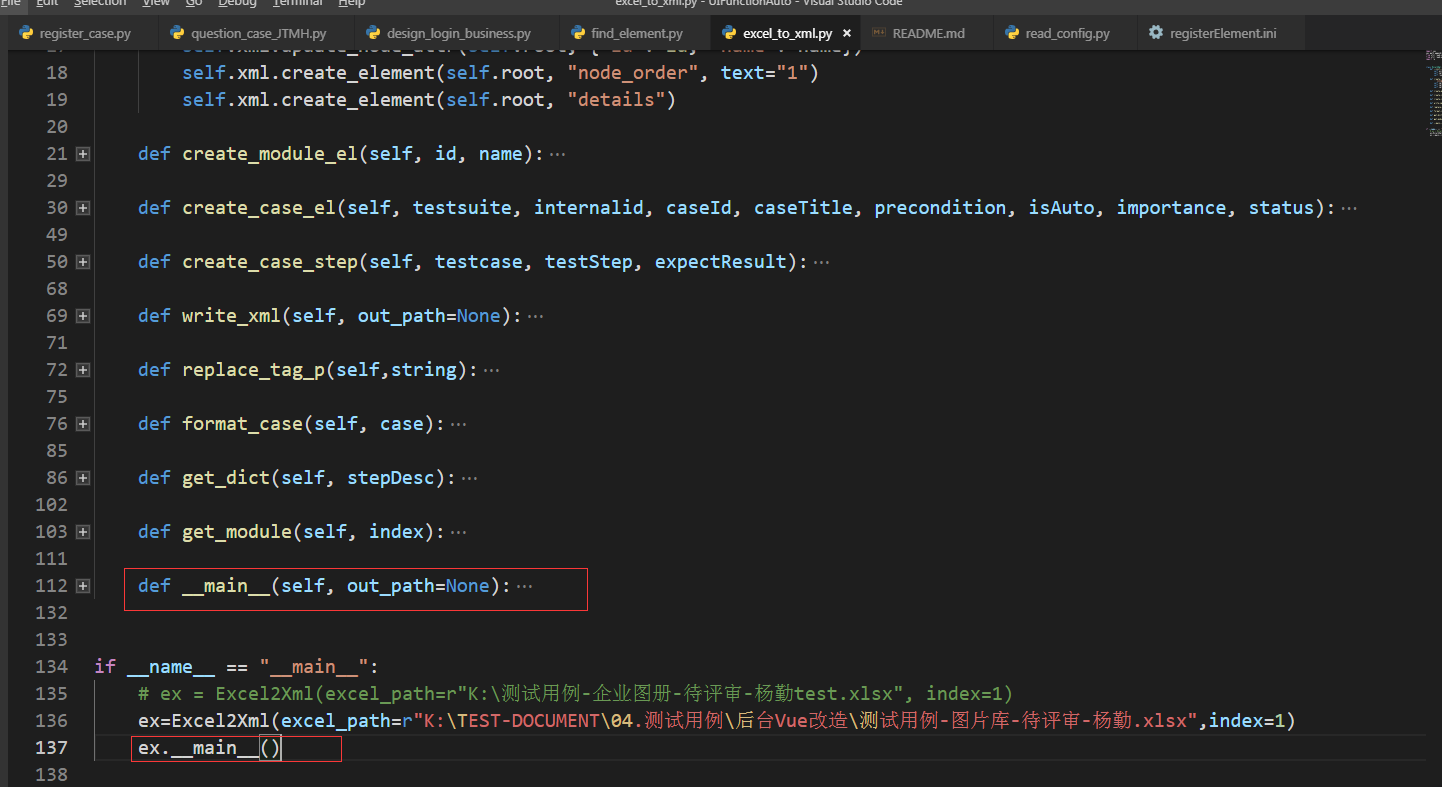 File Edit Selection View Go Debug Terminal Help excel_to_xml.py - UIFunctionAuto - Visual Studio Code
register_case.py question_case_JTMH.py design_login_business.py find_element.py excel_to_xml.py × README.md read_config.py registerElement.ini
18 self.xml.create_element(self.root, "node_order", text="1")
19 self.xml.create_element(self.root, "details")
20
21 def create_module_el(self, id, name):...
29
30 def create_case_el(self, testsuite, internalid, caseId, caseTitle, precondition, isAuto, importance, status):...
49
50 def create_case_step(self, testcase, testStep, expectResult):...
68
69 def write_xml(self, out_path=None):...
71
72 def replace_tag_p(self,string):...
75
76 def format_case(self, case):...
85
86 def get_dict(self, stepDesc):...
102
103 def get_module(self, index):...
111
112 def __main__(self, out_path=None):...
132
133
134 if __name__ == "__main__":
135 # ex = Excel2Xml(excel_path=r"K:\测试用例-企业图册-待评审-杨勤test.xlsx", index=1)
136 ex=Excel2Xml(excel_path=r"K:\TEST-DOCUMENT\04.测试用例\后台Vue改造\测试用例-图片库-待评审-杨勤.xlsx",index=1)
137 ex.__main__()
138